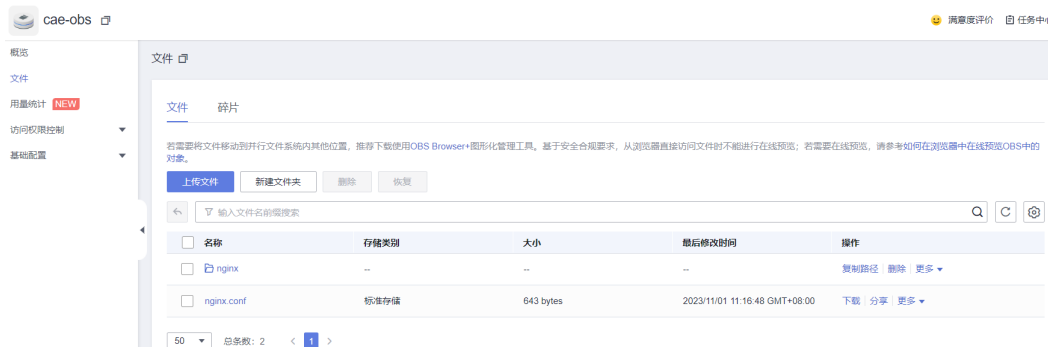 cae-obs
满意度评价 任务中心
概览
文件
用量统计 NEW
访问权限控制
基础配置
文件
文件 碎片
若需要将文件移动到并行文件系统内其他位置，推荐下载使用OBS Browser+图形化管理工具。基于安全合规要求，从浏览器直接访问文件时不能进行在线预览；若需要在线预览，请参考如何在浏览器中在线预览OBS中的
对象。
上传文件 新建文件夹 删除 恢复
输入文件名前缀搜索
名称 存储类别 大小 最后修改时间 操作
nginx -- -- -- 复制路径 删除 更多
nginx.conf 标准存储 643 bytes 2023/11/01 11:16:48 GMT+08:00 下载 分享 更多
50 总条数：2 < 1 >